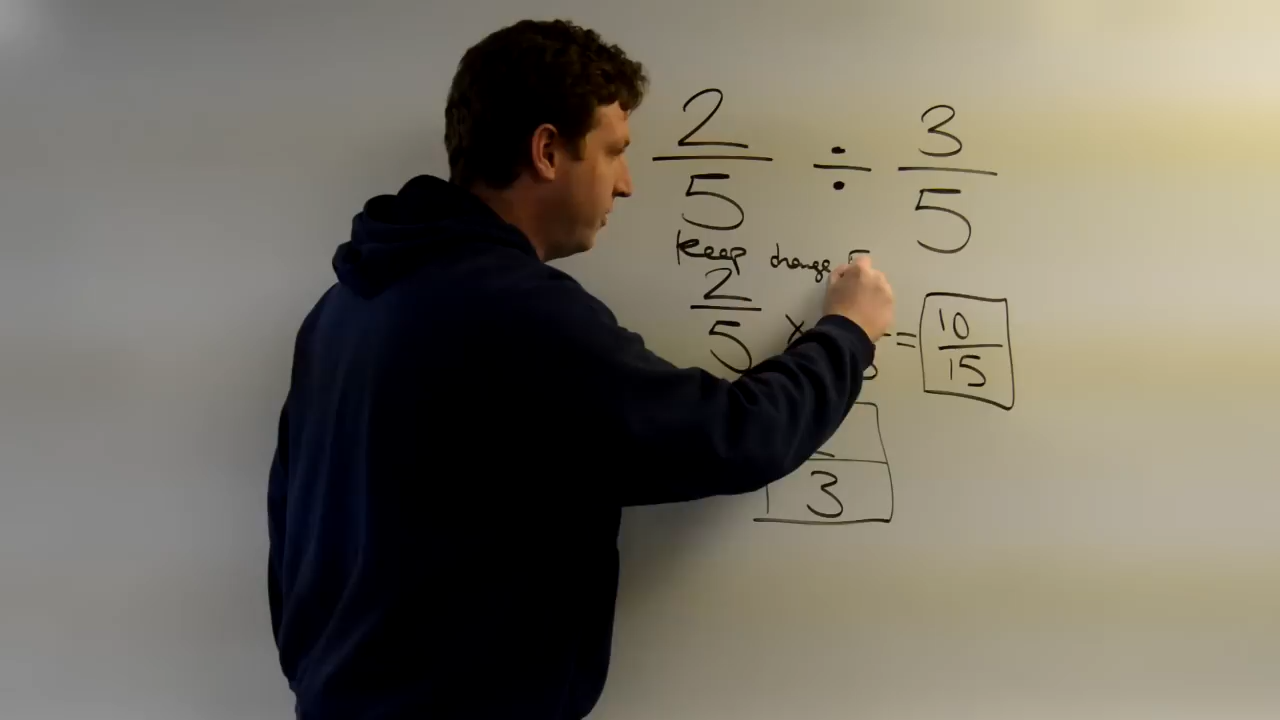 2/5 ÷ 3/5
keep change
2/5 × = 10/15
3